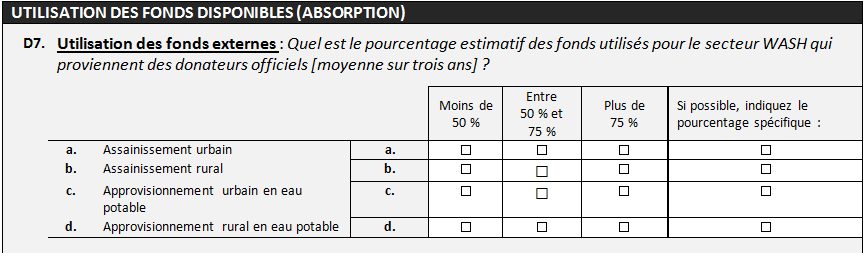 UTILISATION DES FONDS DISPONIBLES (ABSORPTION)
D7. Utilisation des fonds externes : Quel est le pourcentage estimatif des fonds utilisés pour le secteur WASH qui
proviennent des donateurs officiels [moyenne sur trois ans] ?
Moins de
50 %
Entre
50 % et
75 %
Plus de
75 %
Si possible, indiquez le
pourcentage spécifique :
a. Assainissement urbain a. ☐ ☐ ☐ ☐
b. Assainissement rural b. ☐ ☐ ☐ ☐
c. Approvisionnement urbain en eau
potable c. ☐ ☐ ☐ ☐
d. Approvisionnement rural en eau potable d. ☐ ☐ ☐ ☐